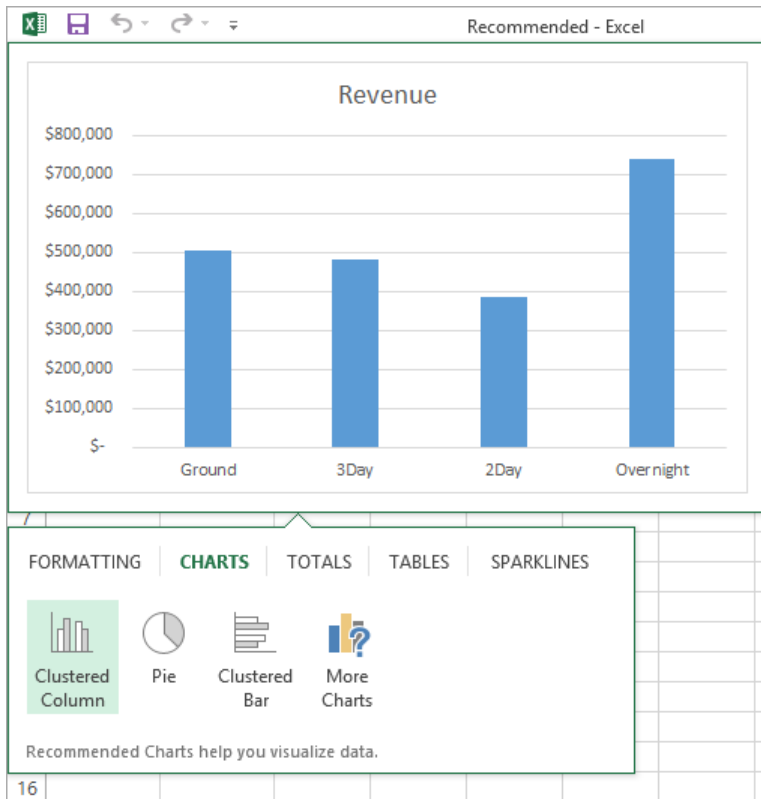 Recommended - Excel
Revenue
$800,000
$700,000
$600,000
$500,000
$400,000
$300,000
$200,000
$100,000
$-
Ground 3Day 2Day Overnight
7
FORMATTING CHARTS TOTALS TABLES SPARKLINES
Clustered Pie Clustered More
Column Bar Charts
Recommended Charts help you visualize data.
16